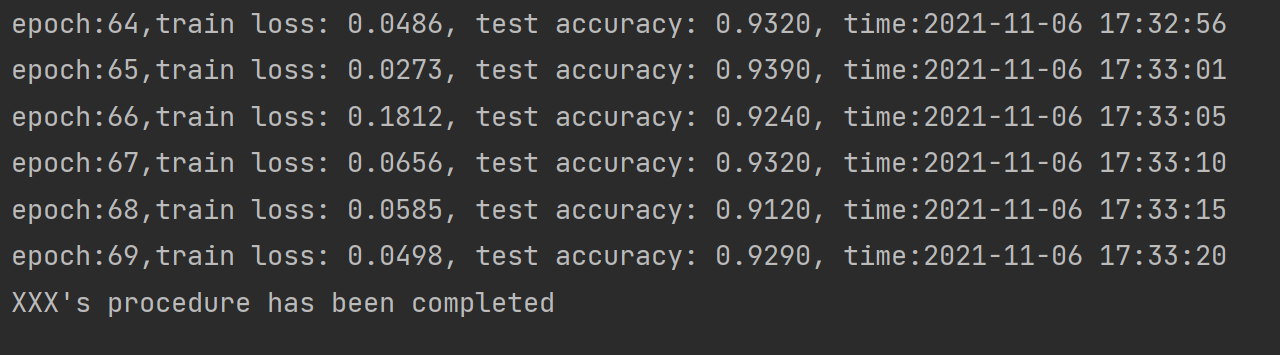 epoch:64,train loss: 0.0486, test accuracy: 0.9320, time:2021-11-06 17:32:56
epoch:65,train loss: 0.0273, test accuracy: 0.9390, time:2021-11-06 17:33:01
epoch:66,train loss: 0.1812, test accuracy: 0.9240, time:2021-11-06 17:33:05
epoch:67,train loss: 0.0656, test accuracy: 0.9320, time:2021-11-06 17:33:10
epoch:68,train loss: 0.0585, test accuracy: 0.9120, time:2021-11-06 17:33:15
epoch:69,train loss: 0.0498, test accuracy: 0.9290, time:2021-11-06 17:33:20
XXX's procedure has been completed